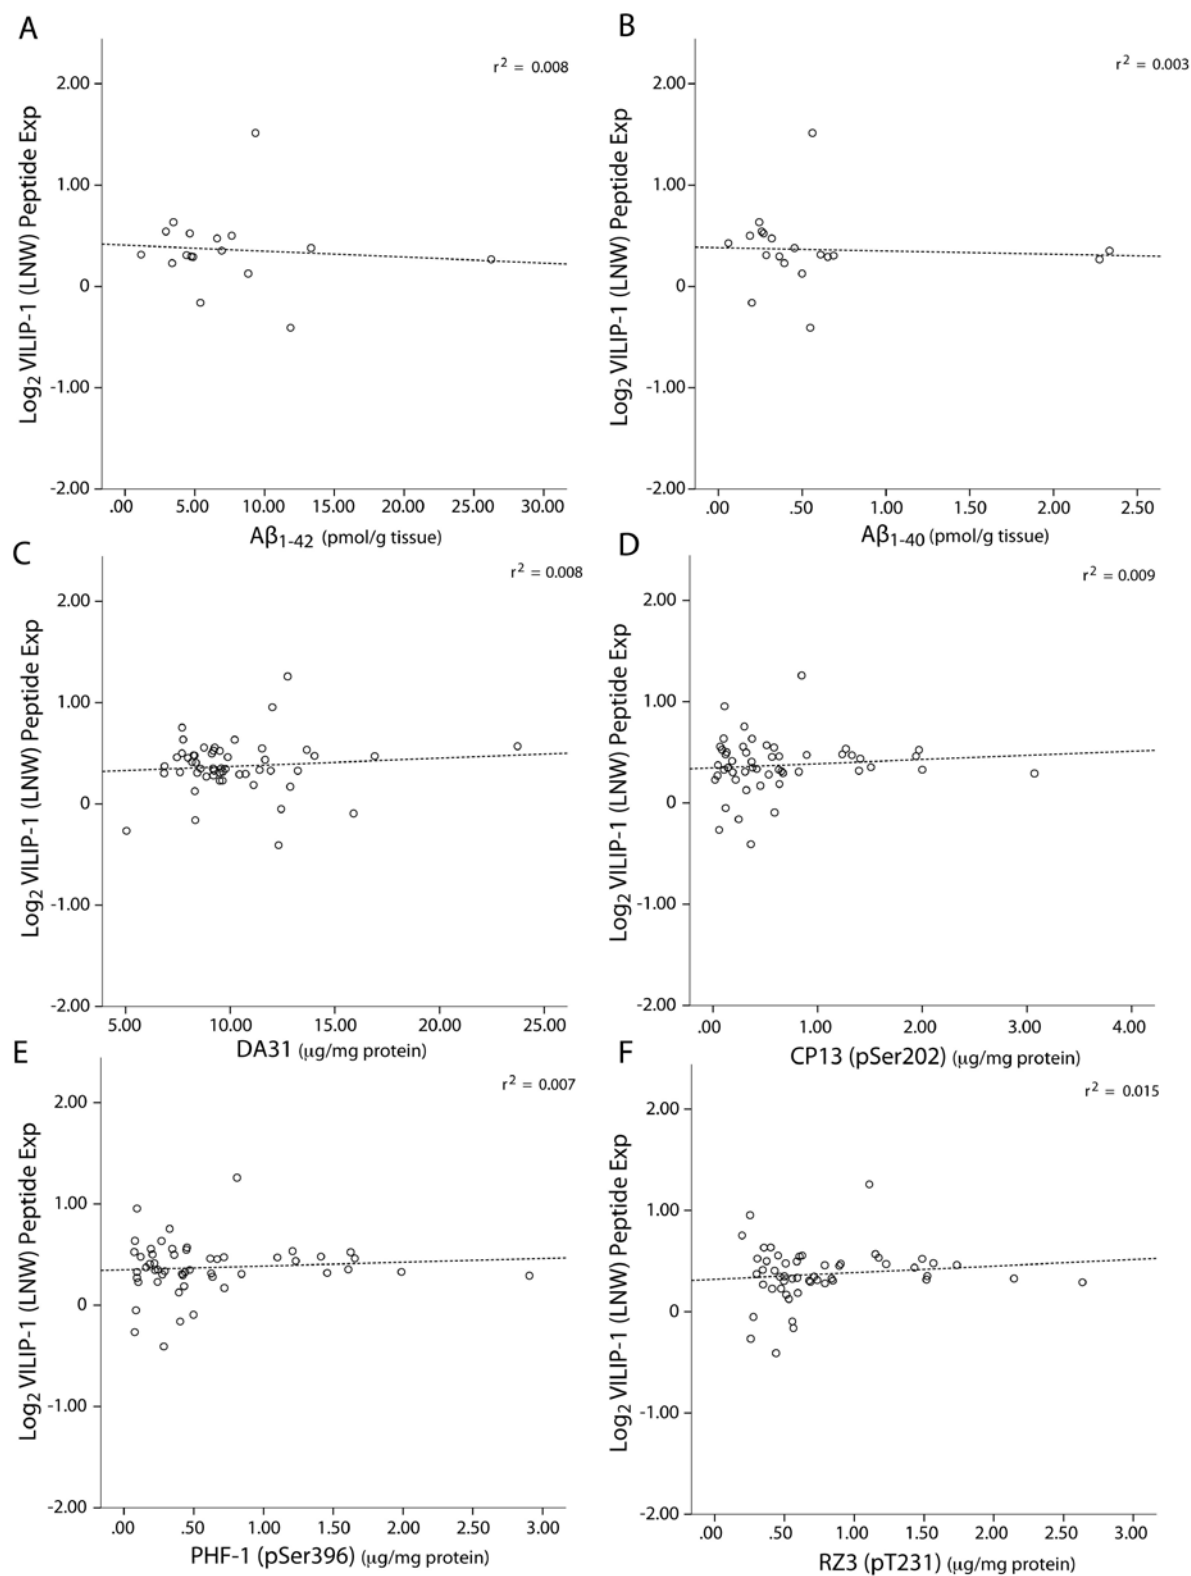 A
r² = 0.008
Log₂ VILIP-1 (LNW) Peptide Exp
2.00
1.00
0
-1.00
-2.00
.00 5.00 10.00 15.00 20.00 25.00 30.00
Aβ₁₋₄₂ (pmol/g tissue)
B
r² = 0.003
Log₂ VILIP-1 (LNW) Peptide Exp
2.00
1.00
0
-1.00
-2.00
.00 .50 1.00 1.50 2.00 2.50
Aβ₁₋₄₀ (pmol/g tissue)
C
r² = 0.008
Log₂ VILIP-1 (LNW) Peptide Exp
2.00
1.00
0
-1.00
-2.00
5.00 10.00 15.00 20.00 25.00
DA31 (μg/mg protein)
D
r² = 0.009
Log₂ VILIP-1 (LNW) Peptide Exp
2.00
1.00
0
-1.00
-2.00
.00 1.00 2.00 3.00 4.00
CP13 (pSer202) (μg/mg protein)
E
r² = 0.007
Log₂ VILIP-1 (LNW) Peptide Exp
2.00
1.00
0
-1.00
-2.00
.00 .50 1.00 1.50 2.00 2.50 3.00
PHF-1 (pSer396) (μg/mg protein)
F
r² = 0.015
Log₂ VILIP-1 (LNW) Peptide Exp
2.00
1.00
0
-1.00
-2.00
.00 .50 1.00 1.50 2.00 2.50 3.00
RZ3 (pT231) (μg/mg protein)